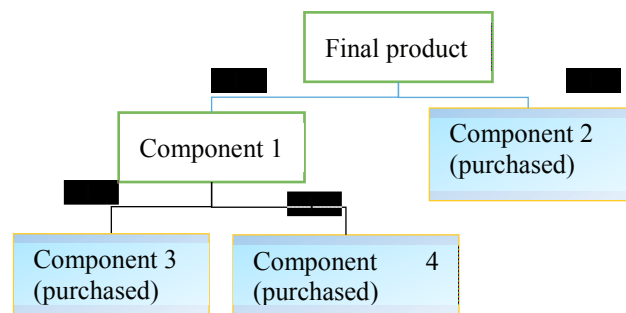 Final product
Component 1
Component 2
(purchased)
Component 3
(purchased)
Component 4
(purchased)